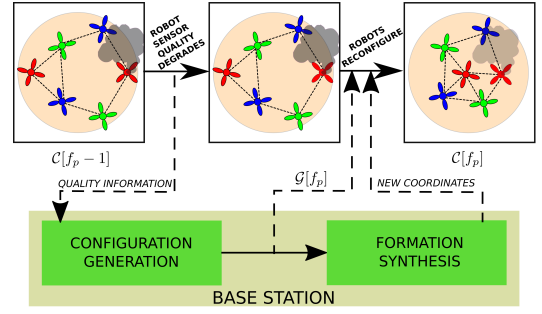 ROBOT
SENSOR
QUALITY
DEGRADES
ROBOTS
RECONFIGURE
C[f_p − 1]
C[f_p]
QUALITY INFORMATION
G[f_p]
NEW COORDINATES
CONFIGURATION
GENERATION
FORMATION
SYNTHESIS
BASE STATION